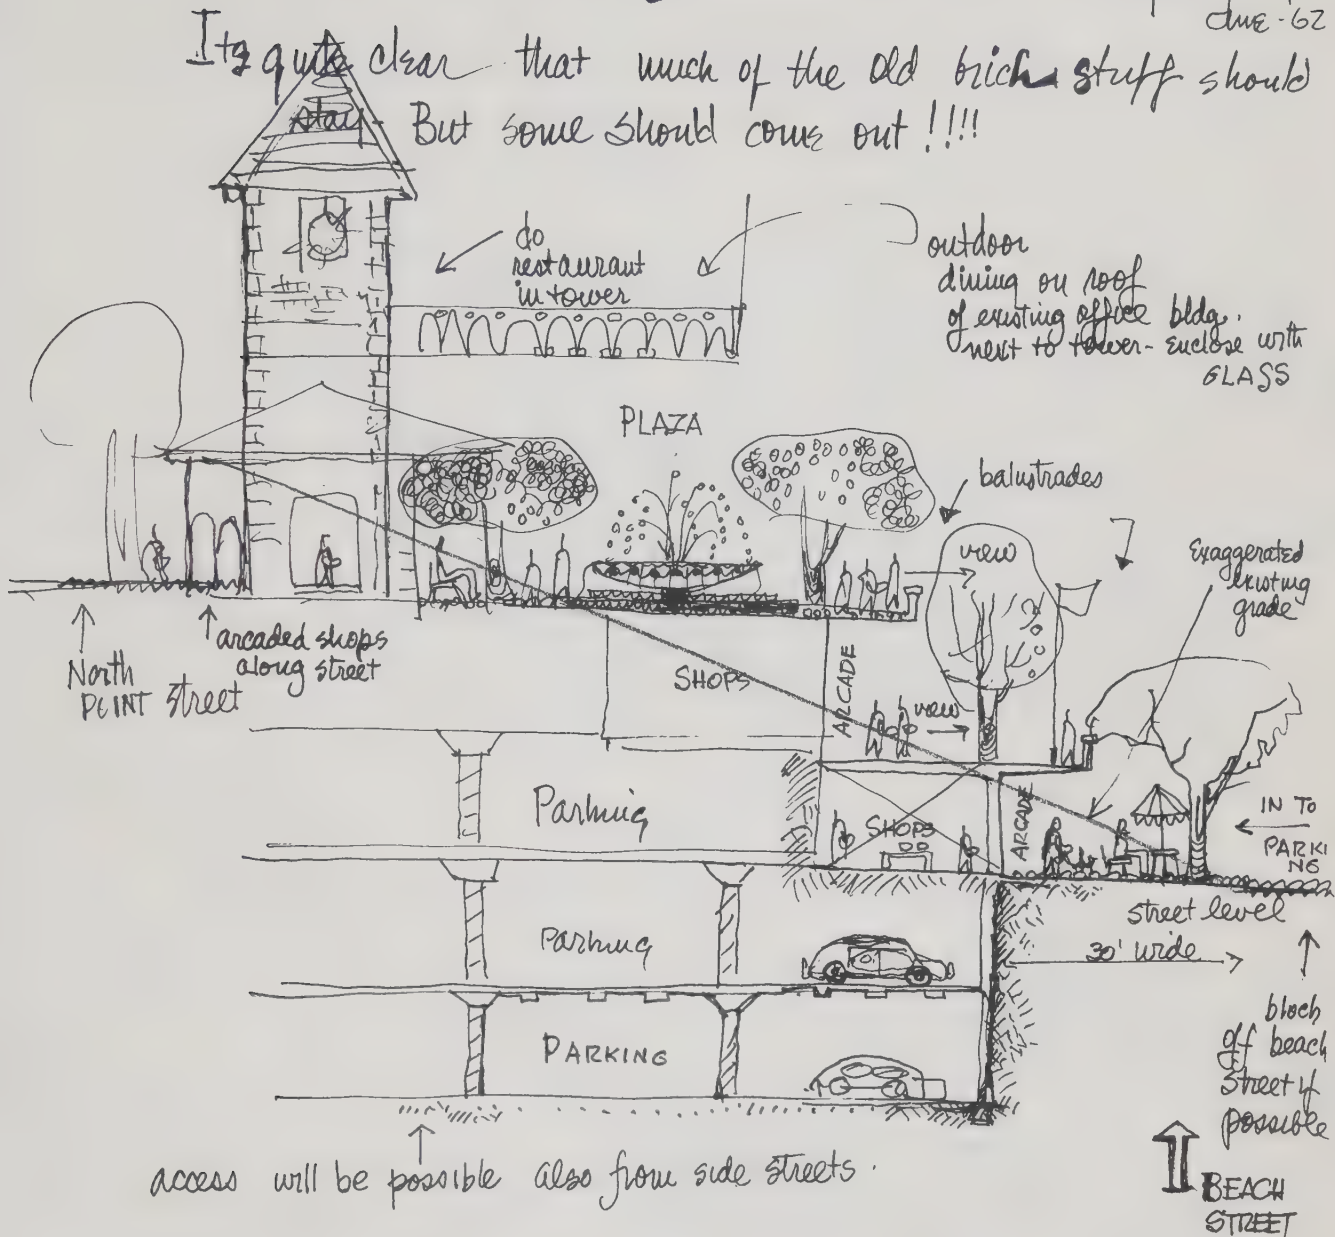 '62
Its quite clear that much of the old brick stuff should
stay. But some should come out !!!!
do
restaurant
in tower
outdoor
dining on roof
of existing office bldg.
next to tower - enclose with
GLASS
PLAZA
balustrades
view
Exaggerated
existing
grade
arcaded shops
along street
North
POINT street
SHOPS
ARCADE
view
Parking
SHOPS
ARCADE
IN TO
PARKI
NG
street level
30' wide
Parking
PARKING
block
off beach
street if
possible
access will be possible also from side streets.
BEACH
STREET